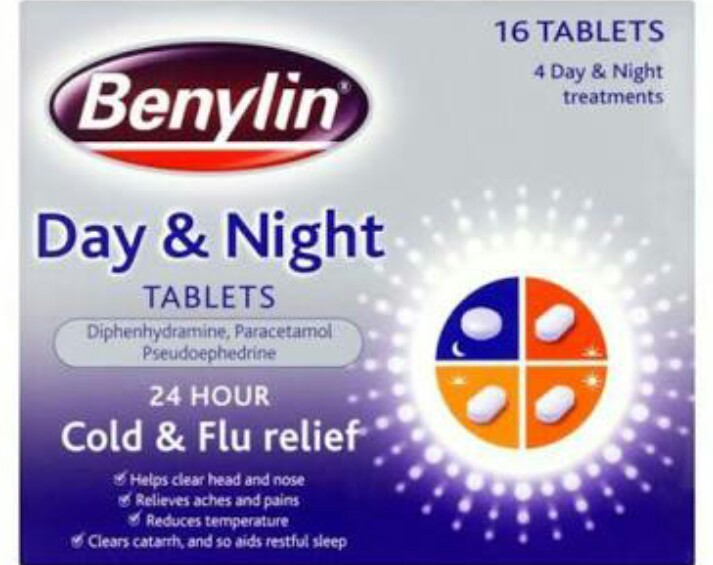 16 TABLETS
4 Day & Night
treatments
Benylin®
Day & Night
TABLETS
Diphenhydramine, Paracetamol
Pseudoephedrine
24 HOUR
Cold & Flu relief
Helps clear head and nose
Relieves aches and pains
Reduces temperature
Clears catarrh, and so aids restful sleep